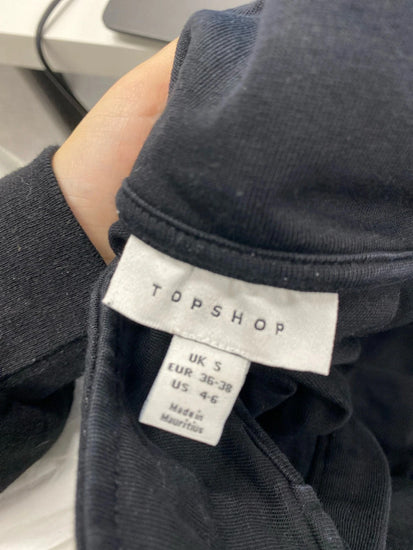 TOPSHOP
UK S
EUR 36-38
US 4-6
Made in
Mauritius